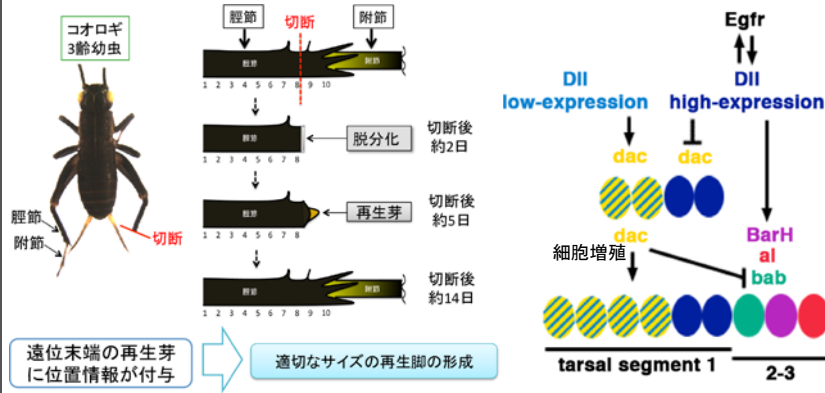 コオロギ
3齢幼虫
脛節
附節
切断
脛節
切断
附節
脛節
附節
1 2 3 4 5 6 7 8 9 10
脛節
1 2 3 4 5 6 7 8
脱分化
切断後
約2日
脛節
1 2 3 4 5 6 7 8
再生芽
切断後
約5日
脛節
附節
1 2 3 4 5 6 7 8 9 10
切断後
約14日
遠位末端の再生芽
に位置情報が付与
適切なサイズの再生脚の形成
Egfr
Dll
low-expression
Dll
high-expression
dac
dac
dac
細胞増殖
BarH
al
bab
tarsal segment 1
2-3